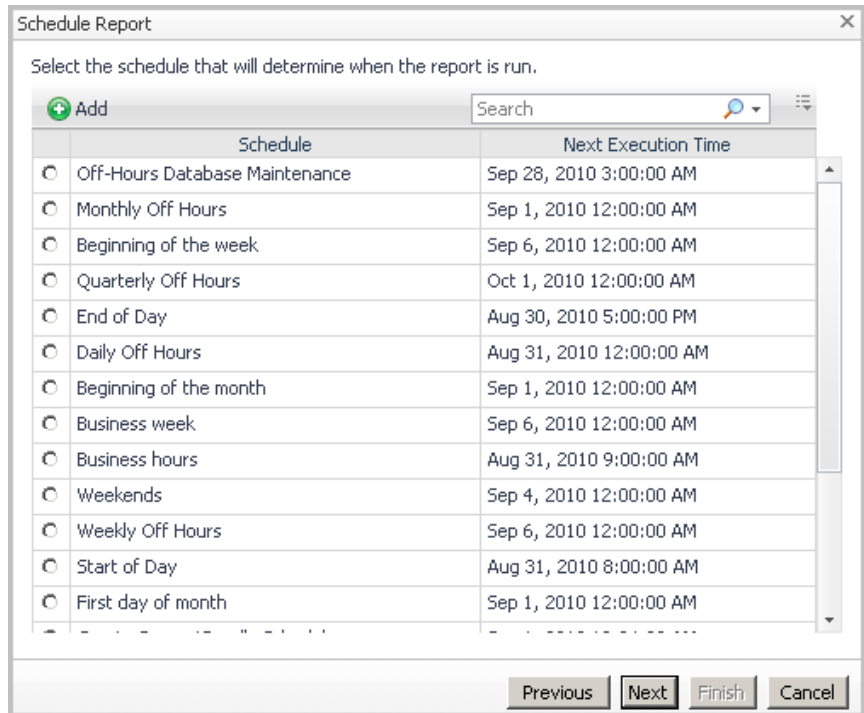 Schedule Report
Select the schedule that will determine when the report is run.
Add Search
Schedule Next Execution Time
Off-Hours Database Maintenance Sep 28, 2010 3:00:00 AM
Monthly Off Hours Sep 1, 2010 12:00:00 AM
Beginning of the week Sep 6, 2010 12:00:00 AM
Quarterly Off Hours Oct 1, 2010 12:00:00 AM
End of Day Aug 30, 2010 5:00:00 PM
Daily Off Hours Aug 31, 2010 12:00:00 AM
Beginning of the month Sep 1, 2010 12:00:00 AM
Business week Sep 6, 2010 12:00:00 AM
Business hours Aug 31, 2010 9:00:00 AM
Weekends Sep 4, 2010 12:00:00 AM
Weekly Off Hours Sep 6, 2010 12:00:00 AM
Start of Day Aug 31, 2010 8:00:00 AM
First day of month Sep 1, 2010 12:00:00 AM
Previous Next Finish Cancel